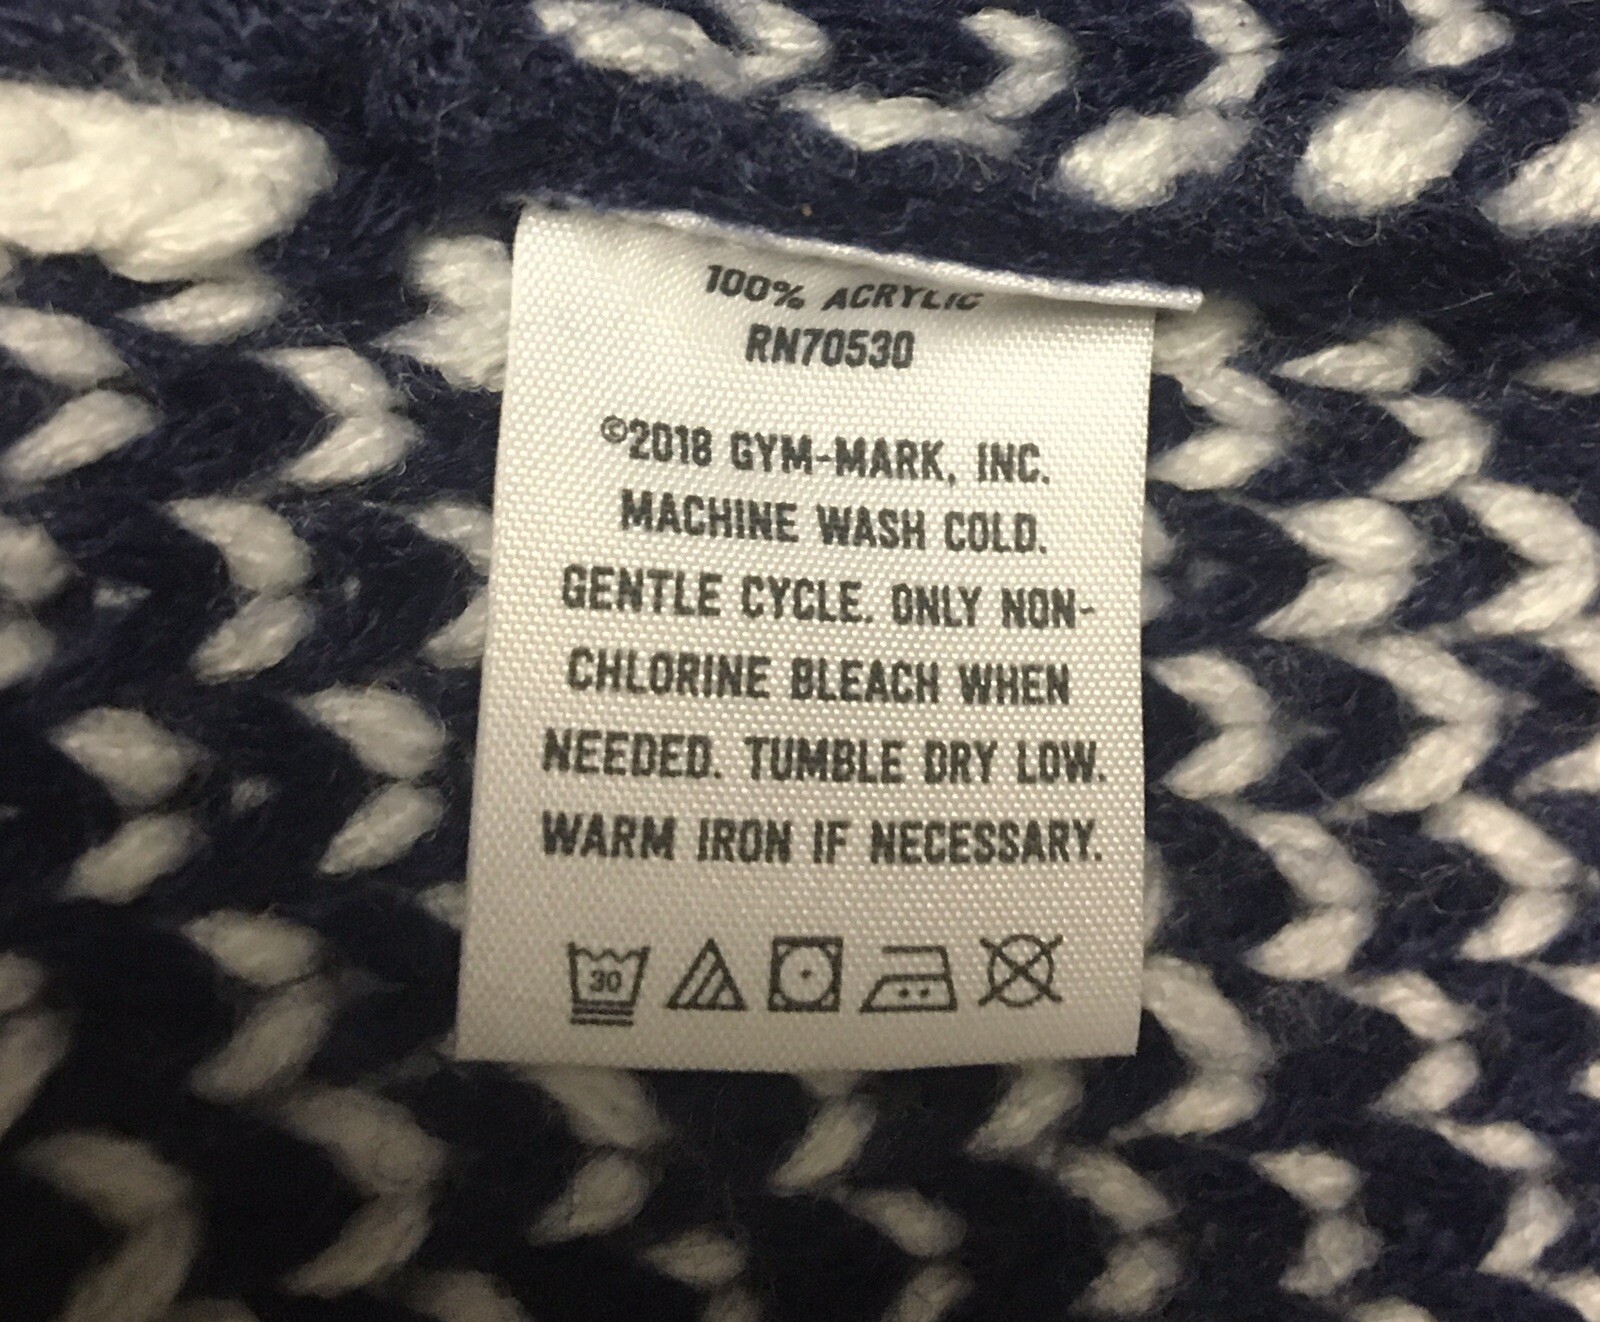 100% ACRYLIC
RN70530
©2018 GYM-MARK, INC.
MACHINE WASH COLD.
GENTLE CYCLE. ONLY NON-
CHLORINE BLEACH WHEN
NEEDED. TUMBLE DRY LOW.
WARM IRON IF NECESSARY.
30